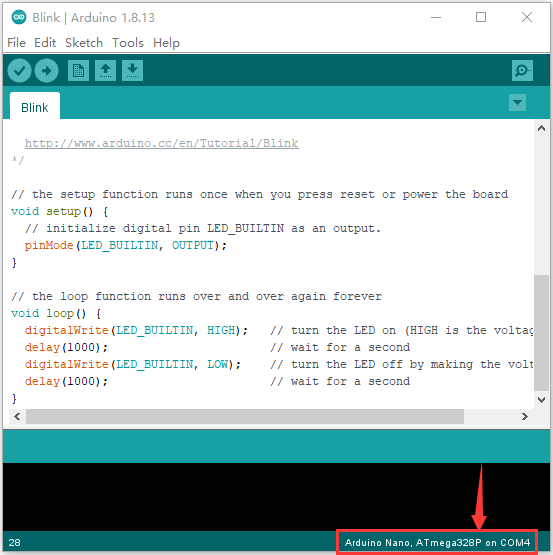 Blink | Arduino 1.8.13
File Edit Sketch Tools Help
Blink
http://www.arduino.cc/en/Tutorial/Blink
*/
// the setup function runs once when you press reset or power the board
void setup() {
// initialize digital pin LED_BUILTIN as an output.
pinMode(LED_BUILTIN, OUTPUT);
}
// the loop function runs over and over again forever
void loop() {
digitalWrite(LED_BUILTIN, HIGH);   // turn the LED on (HIGH is the voltag
delay(1000);                       // wait for a second
digitalWrite(LED_BUILTIN, LOW);    // turn the LED off by making the volt
delay(1000);                       // wait for a second
}
28 Arduino Nano, ATmega328P on COM4